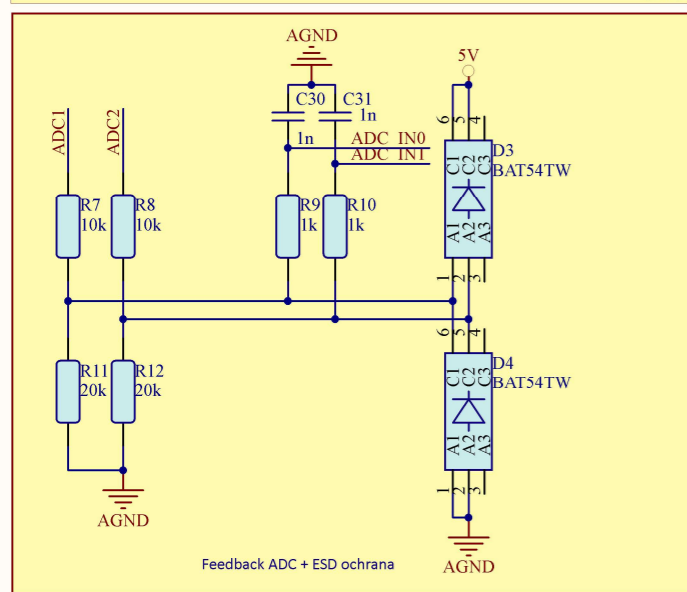 AGND
5V
C30
C31
1n
1n
ADC1
ADC2
ADC_IN0
ADC_IN1
6
5
4
D3
BAT54TW
C1
C2
C3
A1
A2
A3
1
2
3
R7
10k
R8
10k
R9
1k
R10
1k
6
5
4
D4
BAT54TW
C1
C2
C3
A1
A2
A3
1
2
3
R11
20k
R12
20k
AGND
AGND
Feedback ADC + ESD ochrana